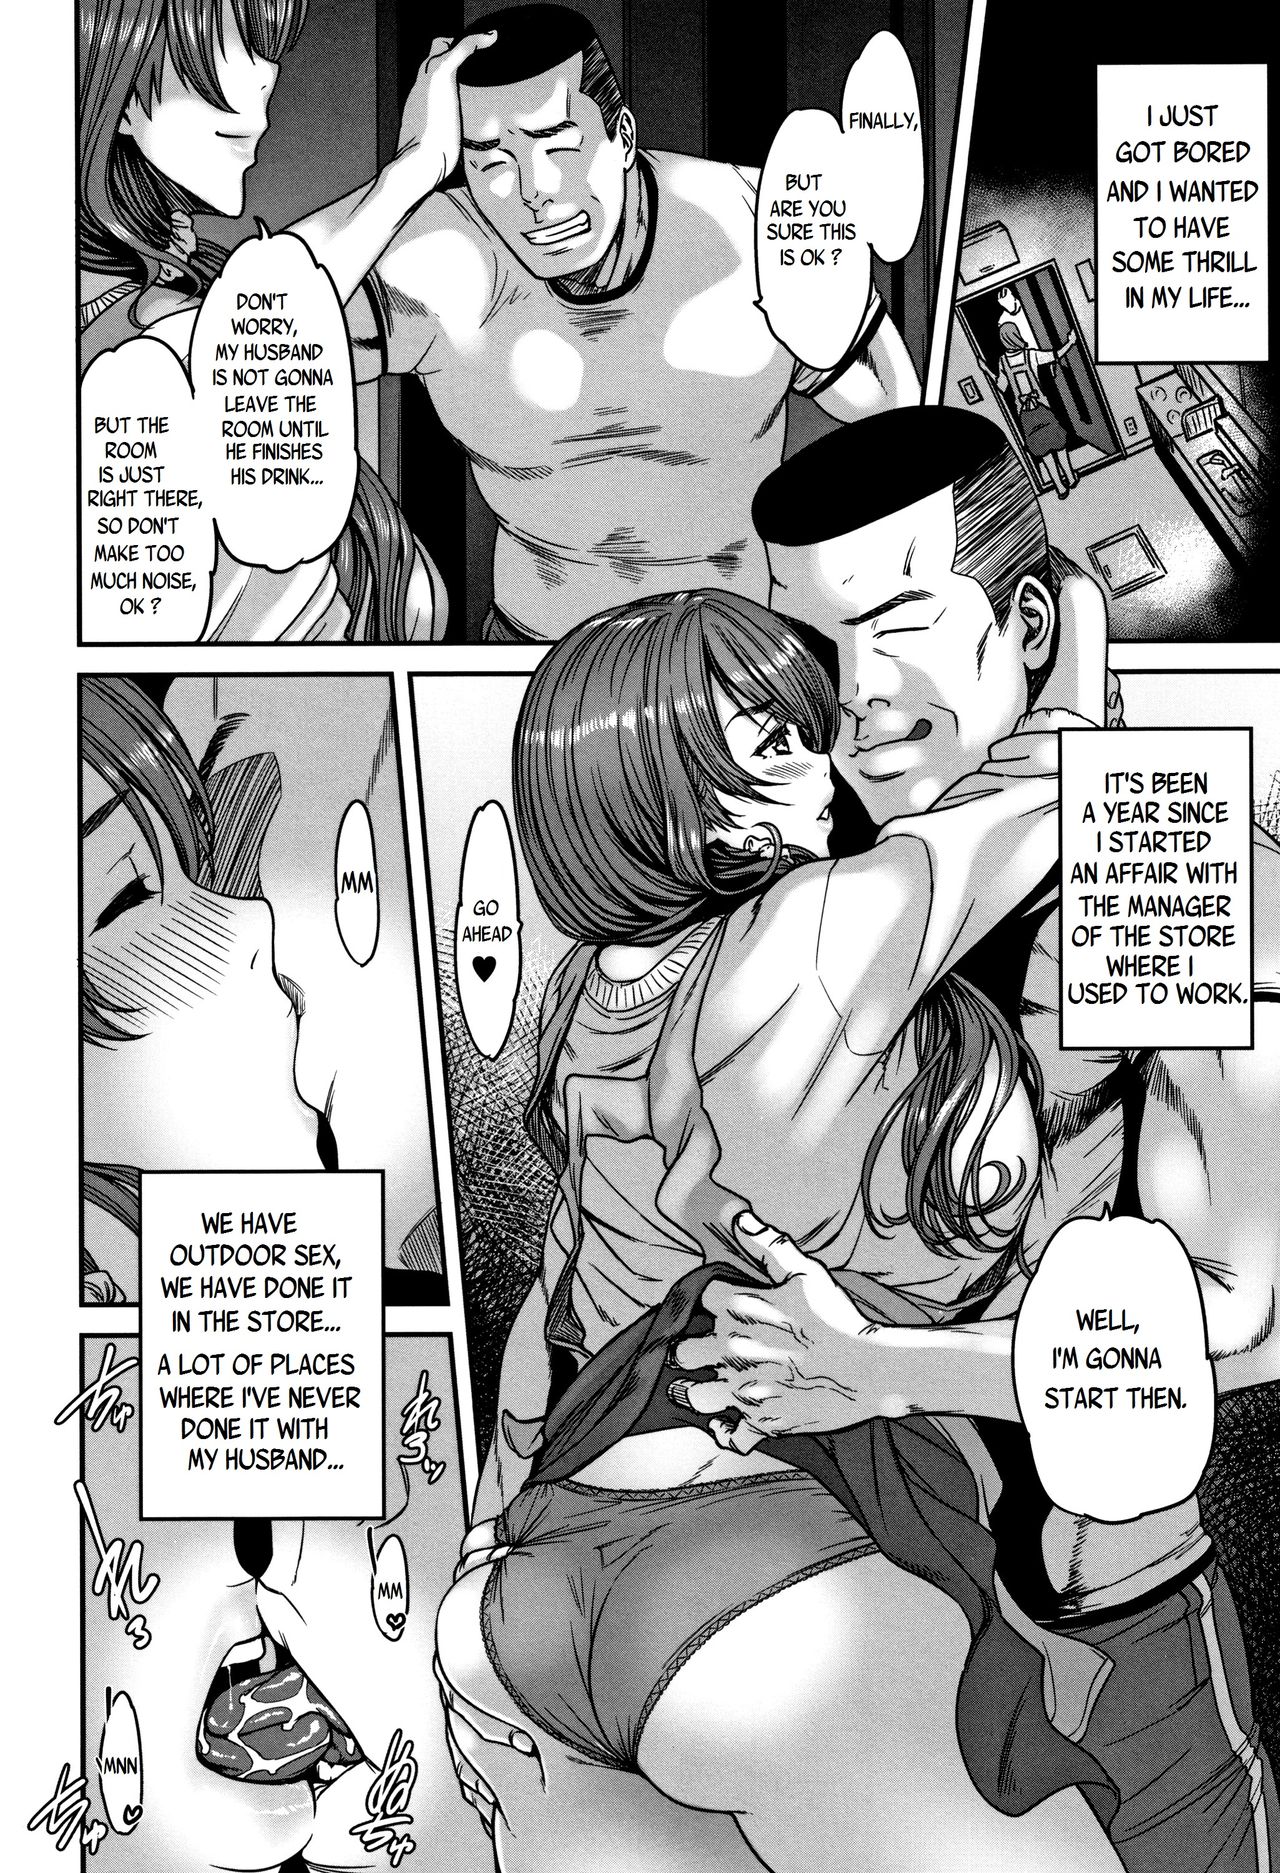 I JUST
GOT BORED
AND I WANTED
TO HAVE
SOME THRILL
IN MY LIFE...
FINALLY,
BUT
ARE YOU
SURE THIS
IS OK ?
DON'T
WORRY,
MY HUSBAND
IS NOT GONNA
LEAVE THE
ROOM UNTIL
HE FINISHES
HIS DRINK...
BUT THE
ROOM
IS JUST
RIGHT THERE,
SO DON'T
MAKE TOO
MUCH NOISE,
OK ?
IT'S BEEN
A YEAR SINCE
I STARTED
AN AFFAIR WITH
THE MANAGER
OF THE STORE
WHERE I
USED TO WORK.
GO
AHEAD
♥
WELL,
I'M GONNA
START THEN.
MM
WE HAVE
OUTDOOR SEX,
WE HAVE DONE IT
IN THE STORE...
A LOT OF PLACES
WHERE I'VE NEVER
DONE IT WITH
MY HUSBAND...
MM
♥
MNN
♥